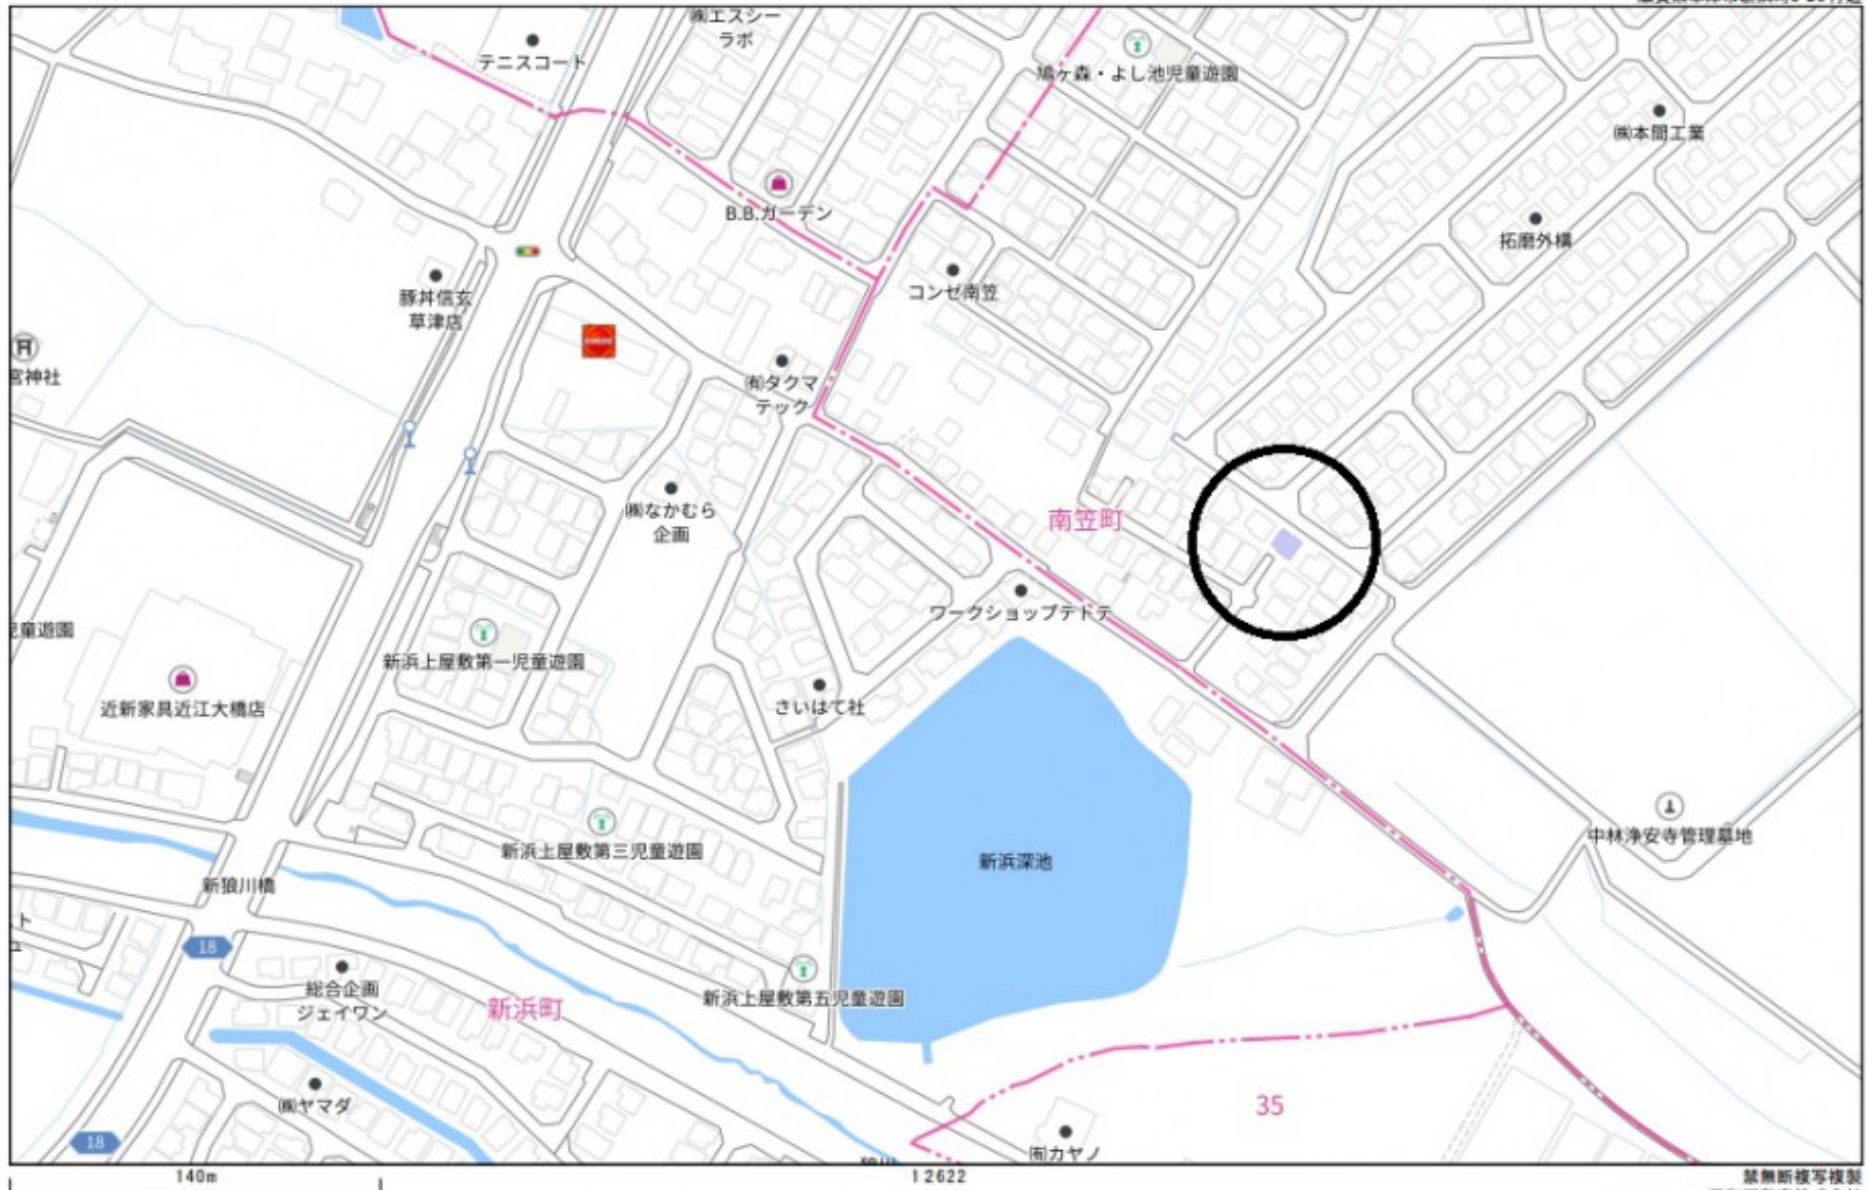 ㈱エスシー
ラボ
テニスコート
鳩ヶ森・よし池児童遊園
㈱本間工業
B.B.ガーデン
拓磨外構
豚丼信玄
草津店
コンゼ南笠
宮神社
㈲タクマ
テック
㈱なかむら
企画
南笠町
ワークショップテドテ
児童遊園
新浜上屋敷第一児童遊園
近新家具近江大橋店
さいはて社
中林浄安寺管理墓地
新浜上屋敷第三児童遊園
新浜深池
新狼川橋
ト
18
総合企画
ジェイワン
新浜町
新浜上屋敷第五児童遊園
㈱ヤマダ
35
18
㈲カヤノ
140m
1 2622
禁無断複写複製